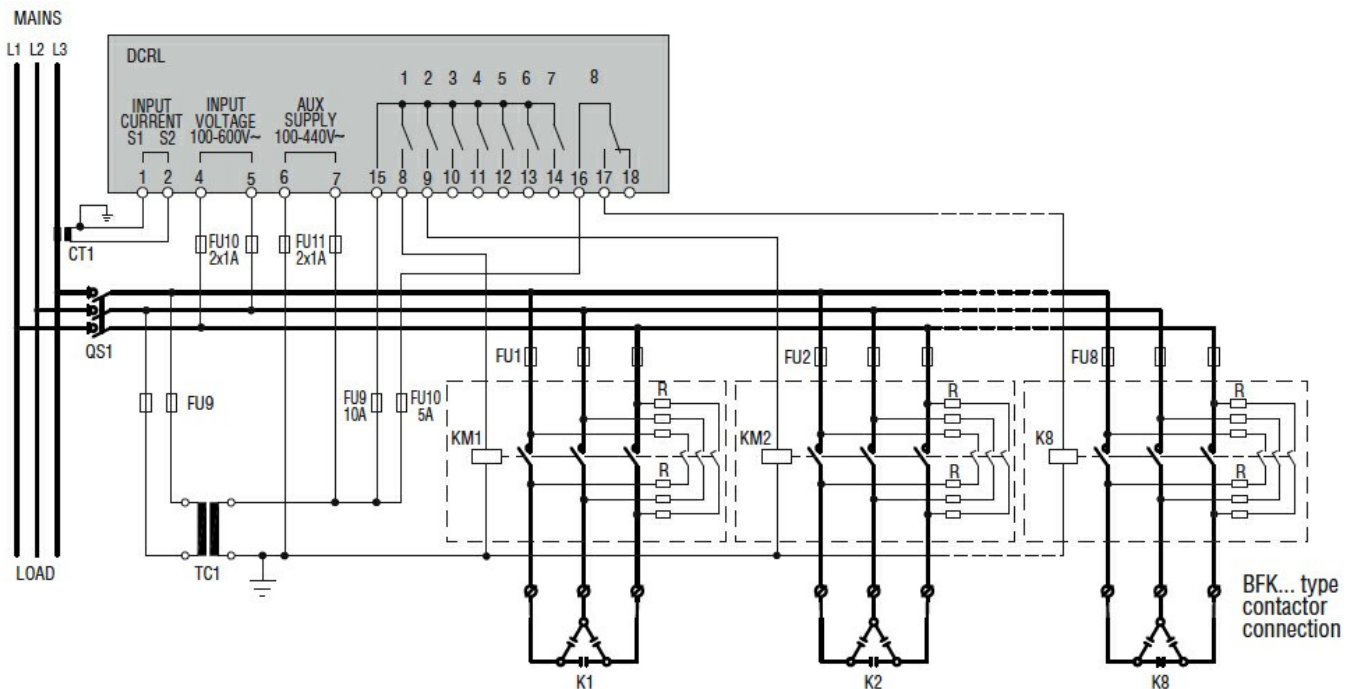 MAINS
L1 L2 L3
DCRL
1 2 3 4 5 6 7 8
INPUT CURRENT
S1 S2
INPUT VOLTAGE
100-600V~
AUX SUPPLY
100-440V~
1 2 4 5 6 7 15 8 9 10 11 12 13 14 16 17 18
CT1
FU10
2x1A
FU11
2x1A
QS1
FU1
FU2
FU8
FU9
FU9
10A
FU10
5A
R
R
R
KM1
KM2
K8
R
R
R
LOAD
TC1
BFK... type
contactor
connection
K1
K2
K8